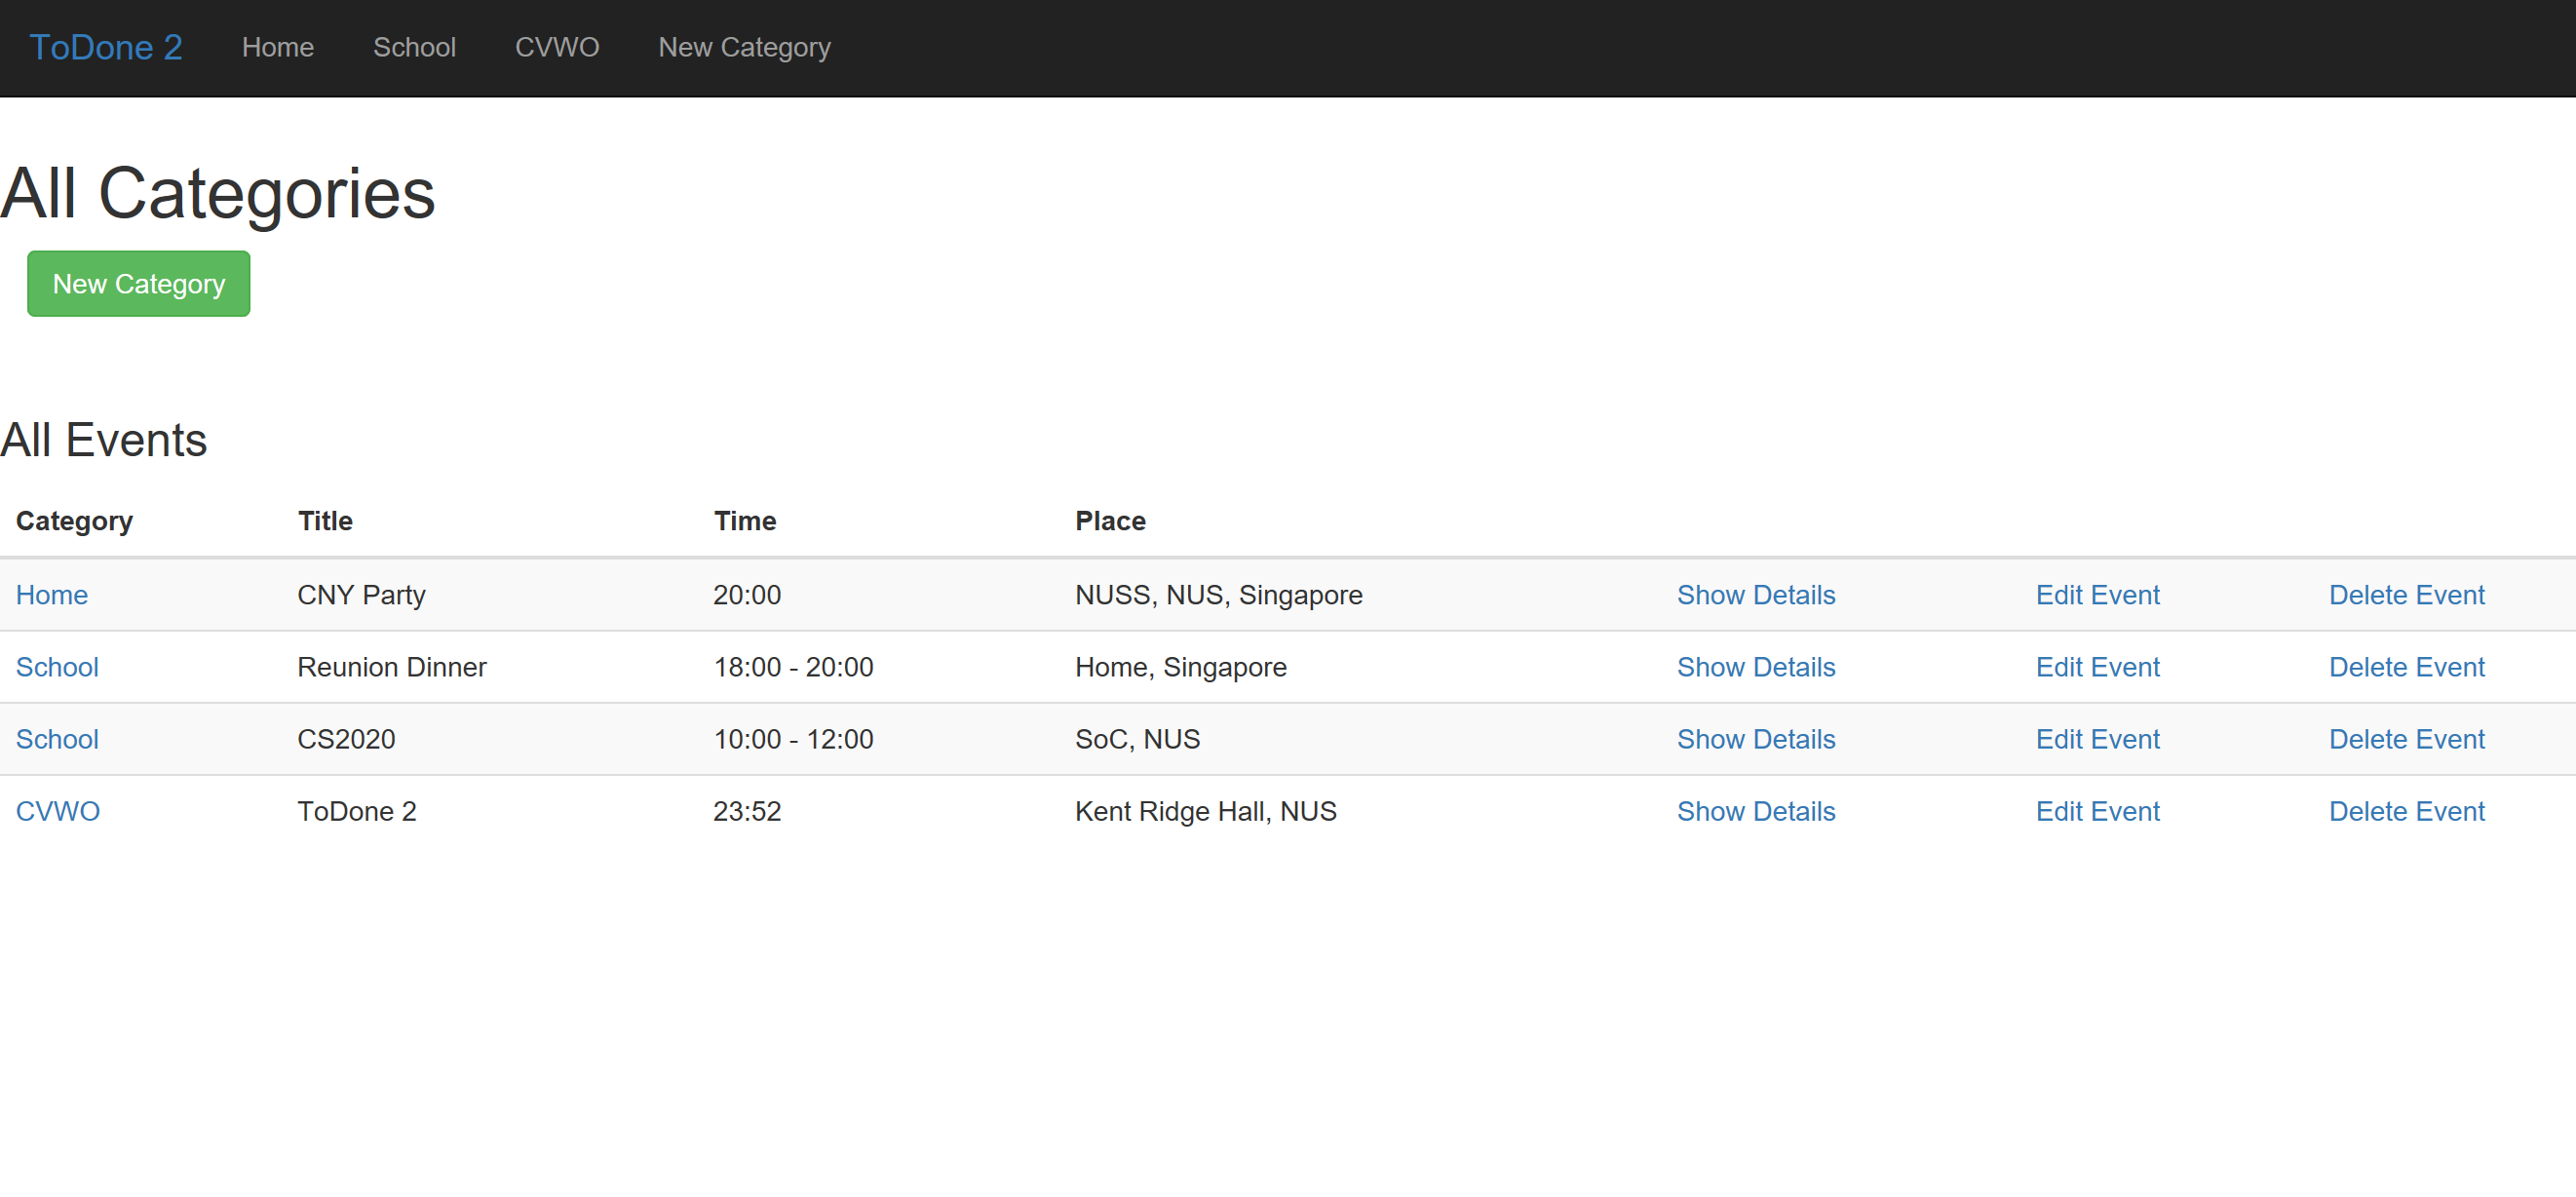 ToDone 2 Home School CVWO New Category
All Categories
New Category
All Events
Category Title Time Place
Home CNY Party 20:00 NUSS, NUS, Singapore Show Details Edit Event Delete Event
School Reunion Dinner 18:00 - 20:00 Home, Singapore Show Details Edit Event Delete Event
School CS2020 10:00 - 12:00 SoC, NUS Show Details Edit Event Delete Event
CVWO ToDone 2 23:52 Kent Ridge Hall, NUS Show Details Edit Event Delete Event